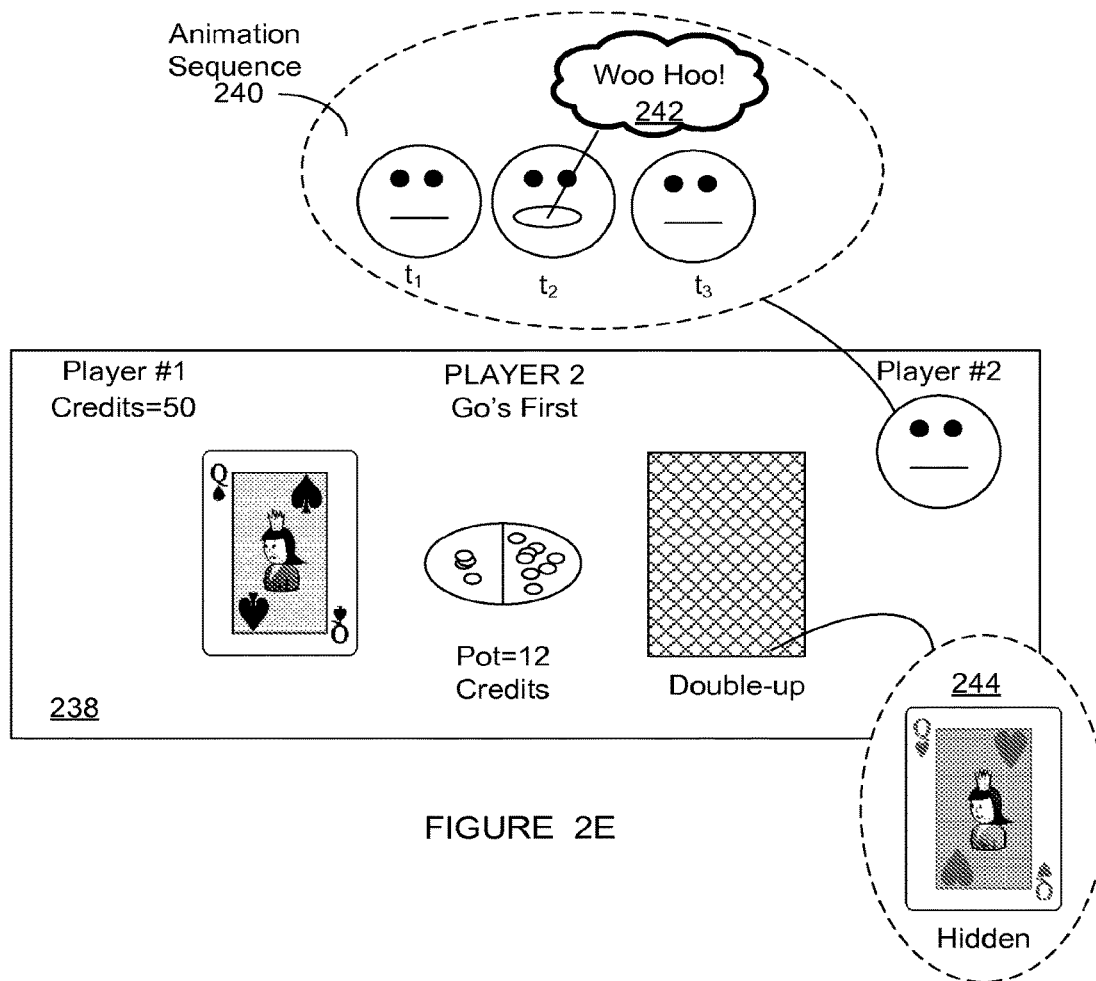 Animation
Sequence
240
Woo Hoo!
242
t₁
t₂
t₃
Player #1
Credits=50
PLAYER 2
Go's First
Player #2
Q
Q
Pot=12
Credits
Double-up
238
244
Q
Q
Hidden
FIGURE 2E